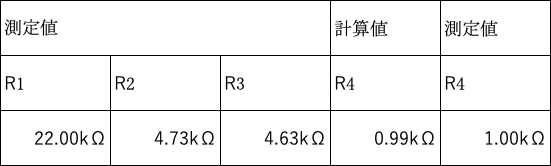 測定値 計算値 測定値
R1 R2 R3 R4 R4
22.00kΩ 4.73kΩ 4.63kΩ 0.99kΩ 1.00kΩ